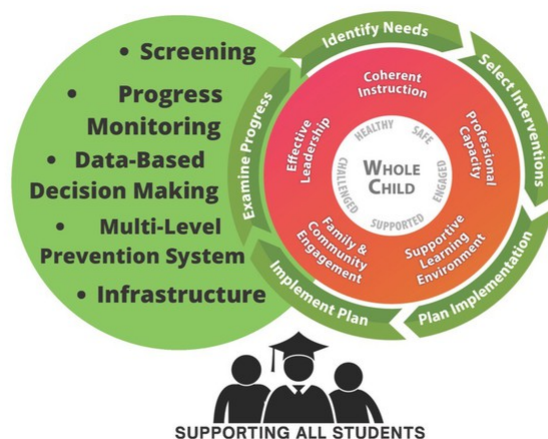 • Screening
• Progress
Monitoring
• Data-Based
Decision Making
• Multi-Level
Prevention System
• Infrastructure
Identify Needs
Select Interventions
Plan Implementation
Implement Plan
Examine Progress
Coherent
Instruction
Professional
Capacity
Supportive
Learning
Environment
Family &
Community
Engagement
Effective
Leadership
HEALTHY
SAFE
ENGAGED
SUPPORTED
CHALLENGED
WHOLE
CHILD
SUPPORTING ALL STUDENTS